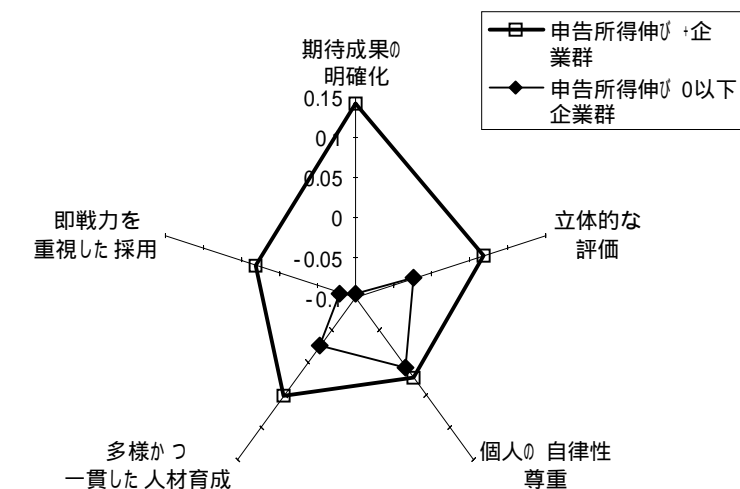 申告所得伸び +企
業群
申告所得伸び 0以下
企業群
期待成果の
明確化
0.15
0.1
0.05
0
-0.05
-0.1
立体的な
評価
個人の 自律性
尊重
多様かつ
一貫した 人材育成
即戦力を
重視した 採用